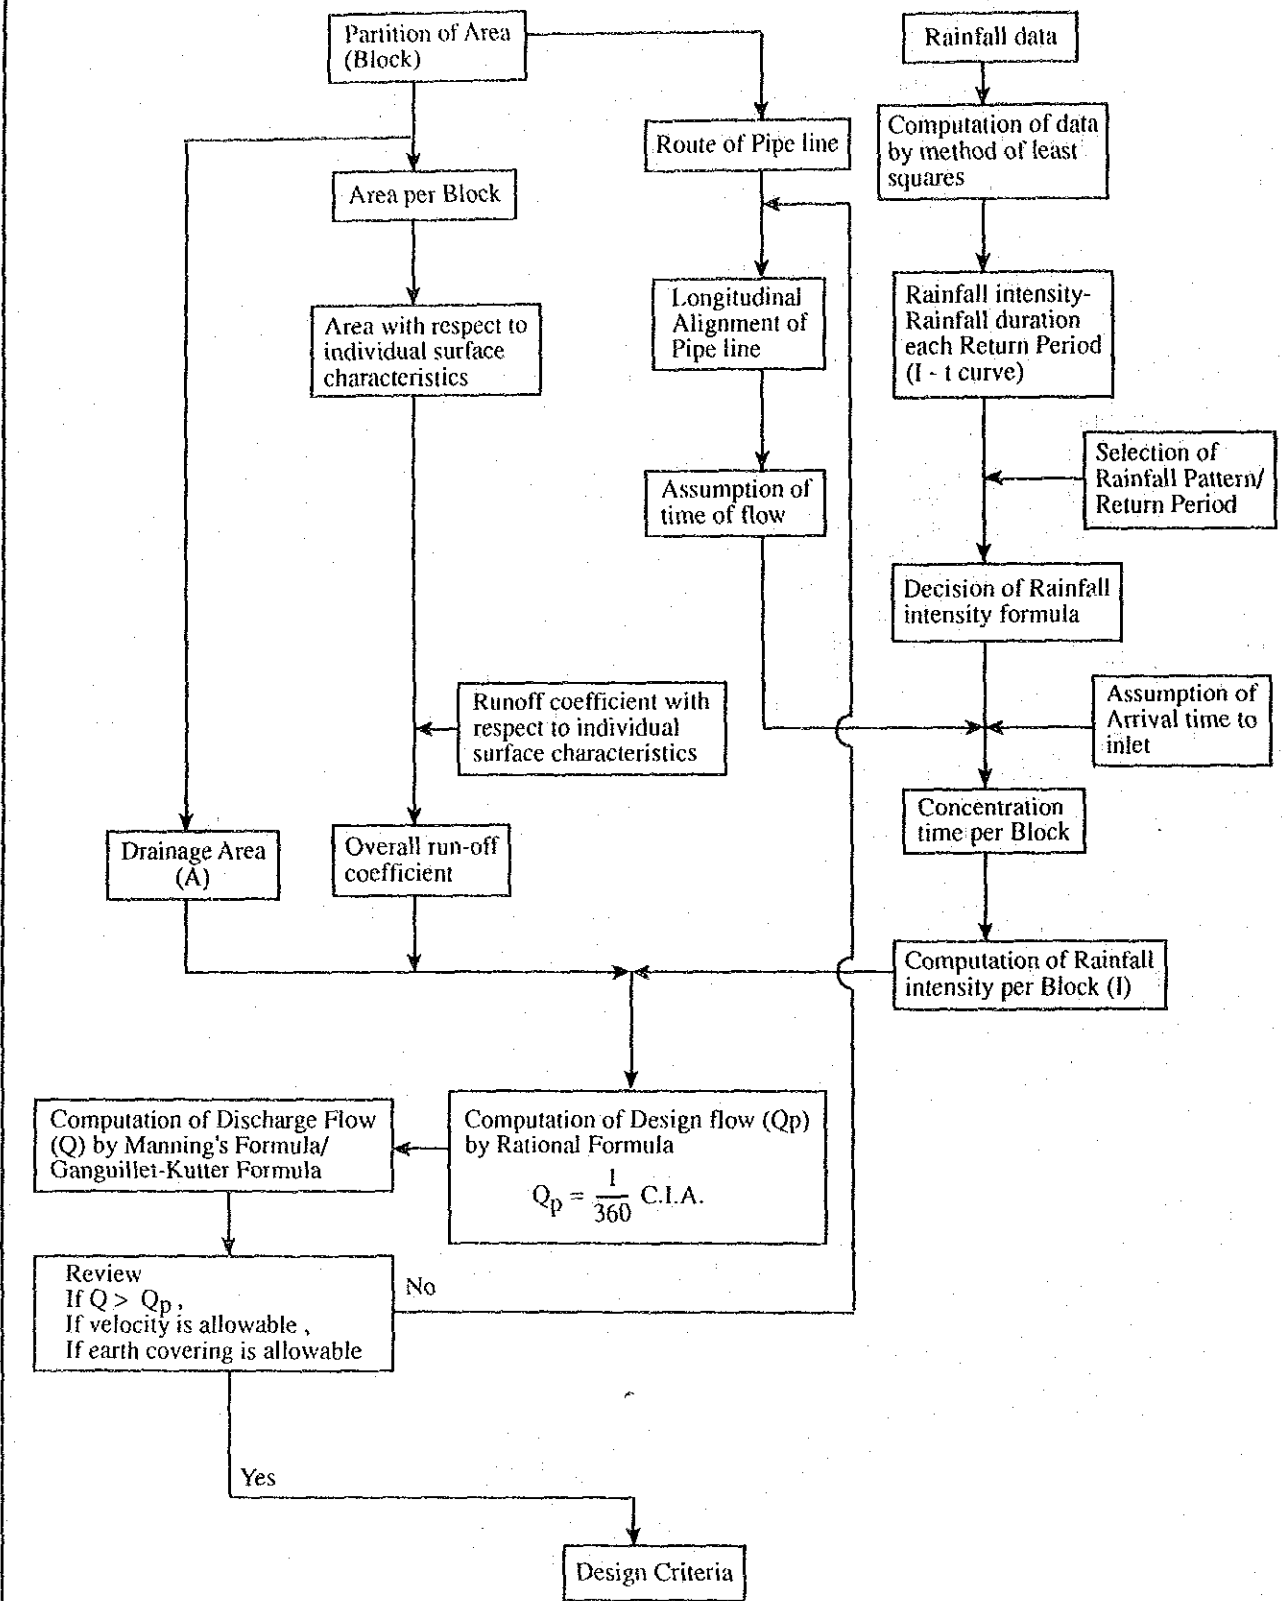 Partition of Area
(Block)
Rainfall data
Route of Pipe line
Computation of data
by method of least
squares
Area per Block
Longitudinal
Alignment of
Pipe line
Rainfall intensity-
Rainfall duration
each Return Period
(I - t curve)
Area with respect to
individual surface
characteristics
Selection of
Rainfall Pattern/
Return Period
Assumption of
time of flow
Decision of Rainfall
intensity formula
Runoff coefficient with
respect to individual
surface characteristics
Assumption of
Arrival time to
inlet
Concentration
time per Block
Drainage Area
(A)
Overall run-off
coefficient
Computation of Rainfall
intensity per Block (I)
Computation of Discharge Flow
(Q) by Manning's Formula/
Ganguillet-Kutter Formula
Computation of Design flow (Qp)
by Rational Formula
Qp = 1/360 C.I.A.
Review
If Q > Qp ,
If velocity is allowable ,
If earth covering is allowable
No
Yes
Design Criteria